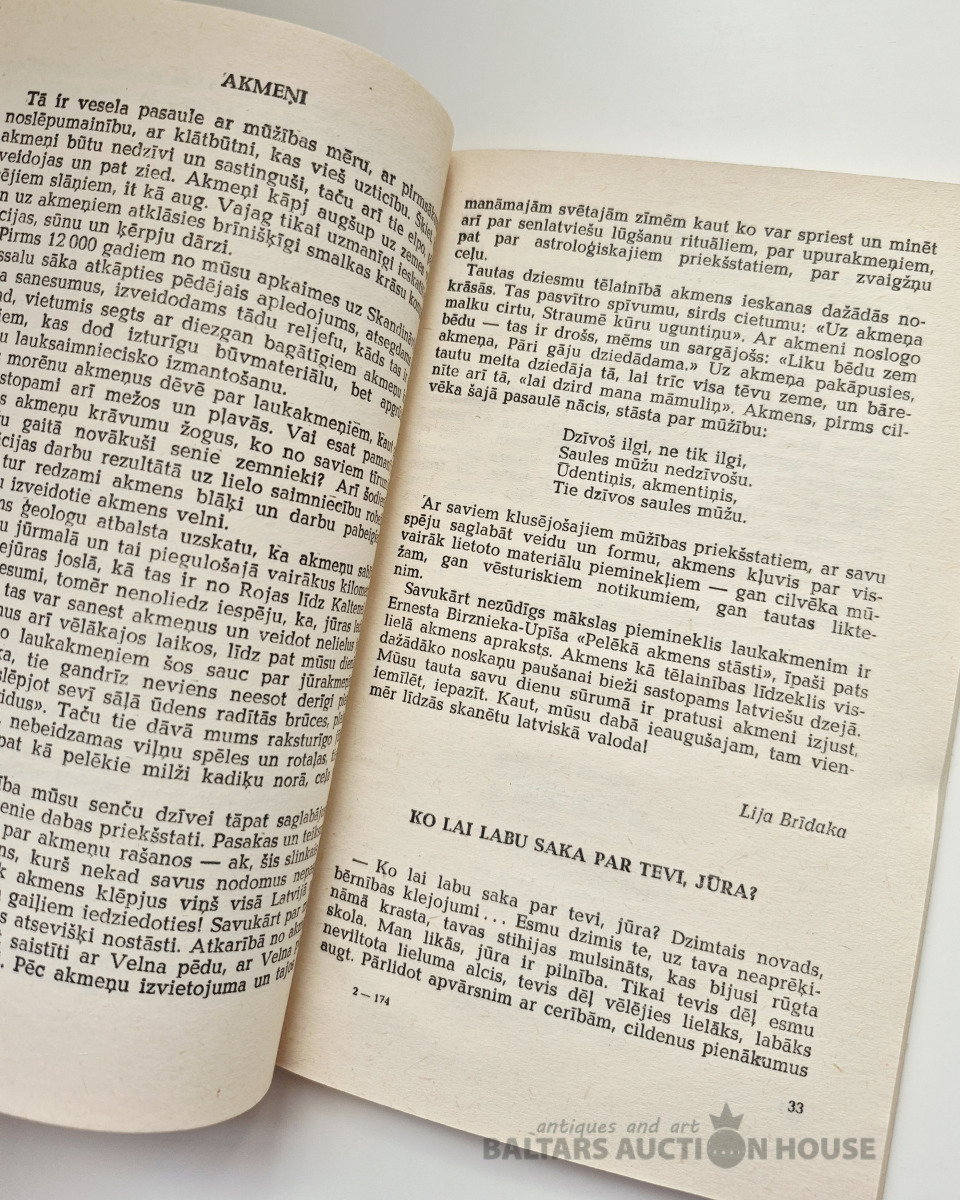 AKMEŅI
Tā ir vesela pasaule ar mūžības mēru, ar
noslēpumainību, ar klātbūtni, kas vieš uzticību. Šķiet,
akmeņi būtu nedzīvi un sastinguši, taču arī tie elpo,
veidojas un pat zied. Akmeņi kāpj augšup uz zemes
slāņiem, it kā aug. Vajag tikai uzmanīgi
uz akmeņiem atklāsies brīnišķīgi smalkas krāsu
sūnu un ķērpju dārzi.
Pirms 12 000 gadiem no mūsu apkaimes uz
sāka atkāpties pēdējais apledojums, atsegdams
sanesumus, izveidodams tādu reljefu, kāds tas
vietumis segts ar diezgan bagātīgiem akmeņu
kas dod izturīgu būvmateriālu, bet
lauksaimniecisko izmantošanu.
morēnu akmeņus dēvē par laukakmeņiem,
arī mežos un pļavās. Vai esat
akmeņu krāvumu žogus, ko no saviem
gaitā novākuši senie zemnieki? Arī
darbu rezultātā uz lielo saimniecību
tur redzami akmens blāķi un darbu
izveidotie akmens velni.
ģeologu atbalsta uzskatu, ka akmeņu
jūrmalā un tai piegulošajā vairākus
joslā, kā tas ir no Rojas līdz
tomēr nenoliedz iespēju, ka, jūras
tas var sanest akmeņus un veidot nelielus
arī vēlākajos laikos, līdz pat mūsu
laukakmeņiem šos sauc par
tie gandrīz neviens neesot derīgi
sevī sāļā ūdens radītās brūces,
Taču tie dāvā mums raksturīgo
nebeidzamas viļņu spēles un rotaļas,
pat kā pelēkie milži kadiķu norā, ceļa
mūsu senču dzīvei tāpat
dabas priekšstati. Pasakas un
par akmeņu rašanos — ak, šis
kurš nekad savus nodomus
akmens klēpjus viņš visā Latvijā
gaiļiem iedziedoties! Savukārt par
atsevišķi nostāsti. Atkarībā no
saistīti ar Velna pēdu, ar Velna
Pēc akmeņu izvietojuma un
manāmajām svētajām zīmēm kaut ko var spriest un minēt
arī par senlatviešu lūgšanu rituāliem, par upurakmeņiem,
pat par astroloģiskajiem priekšstatiem, par zvaigžņu
ceļu.
Tautas dziesmu tēlainībā akmens ieskanas dažādās no-
krāsās. Tas pasvītro spīvumu, sirds cietumu: «Uz akmeņa
malku cirtu, Straumē kūru uguntiņu». Ar akmeni noslogo
bēdu — tas ir drošs, mēms un sargājošs: «Liku bēdu zem
akmeņa, Pāri gāju dziedādama.» Uz akmeņa pakāpusies,
tautu meita dziedāja tā, lai trīc visa tēvu zeme, un bāre-
nīte arī tā, «lai dzird mana māmuliņ». Akmens, pirms cil-
vēka šajā pasaulē nācis, stāsta par mūžību:
Dzīvoš ilgi, ne tik ilgi,
Saules mūžu nedzīvošu.
Ūdentiņis, akmentiņis,
Tie dzīvos saules mūžu.
Ar saviem klusējošajiem mūžības priekšstatiem, ar savu
spēju saglabāt veidu un formu, akmens kļuvis par vis-
vairāk lietoto materiālu pieminekļiem — gan cilvēka mū-
žam, gan vēsturiskiem notikumiem, gan tautas likte-
nim.
Savukārt nezūdīgs mākslas piemineklis laukakmenim ir
Ernesta Birznieka-Upīša «Pelēkā akmens stāsti», īpaši pats
lielā akmens apraksts. Akmens kā tēlainības līdzeklis vis-
dažādāko noskaņu paušanai bieži sastopams latviešu dzejā.
Mūsu tauta savu dienu sūrumā ir pratusi akmeni izjust,
iemīlēt, iepazīt. Kaut, mūsu dabā ieaugušajam, tam vien-
mēr līdzās skanētu latviskā valoda!
Lija Brīdaka
KO LAI LABU SAKA PAR TEVI, JŪRA?
— Ko lai labu saka par tevi, jūra? Dzimtais novads,
bērnības klejojumi... Esmu dzimis te, uz tava neaprēķi-
nāmā krasta, tavas stihijas mulsināts, kas bijusi rūgta
skola. Man likās, jūra ir pilnība. Tikai tevis dēļ esmu
neviltota lieluma alcis, tevis dēļ vēlējies lielāks, labāks
augt. Pārlidot apvārsnim ar cerībām, cildenus pienākumus
2 — 174
33
antiques and art
BALTARS AUCTION HOUSE